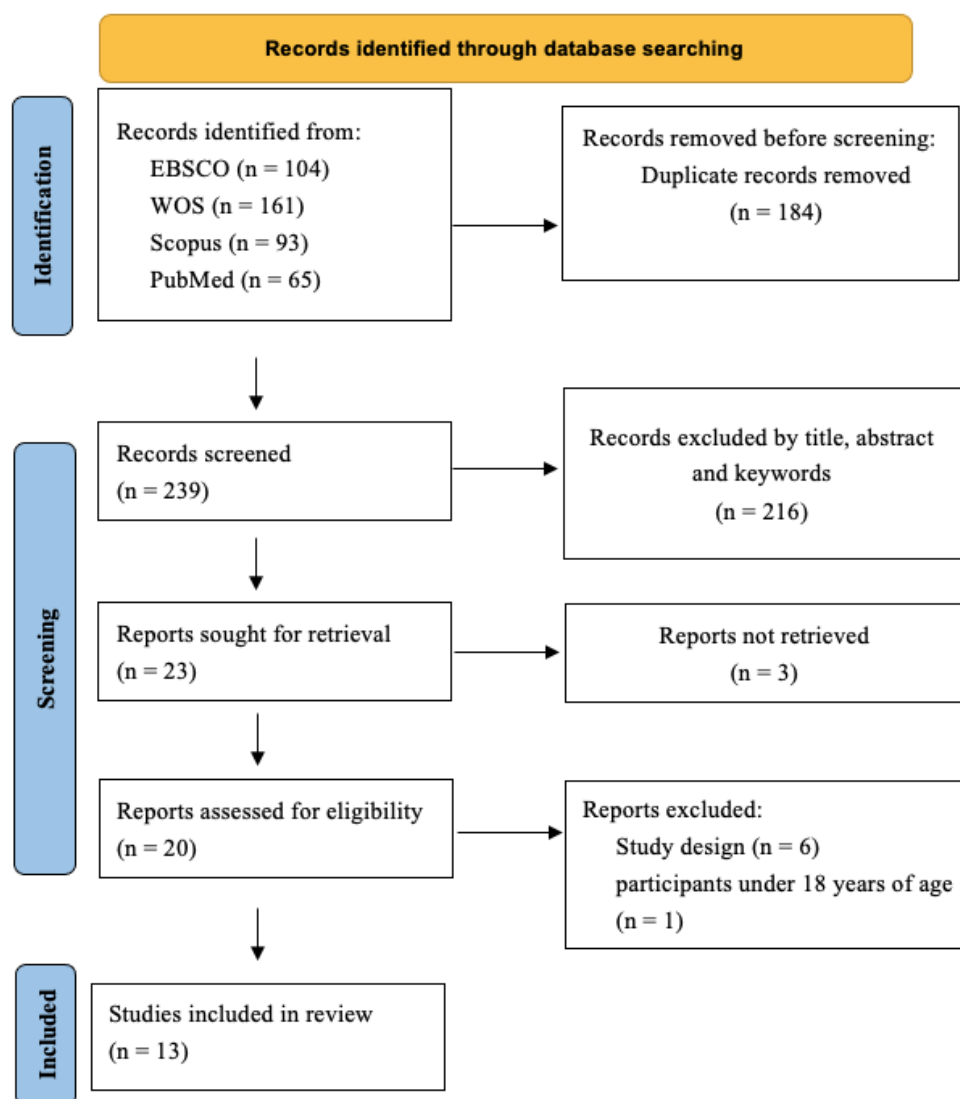 Records identified through database searching
Identification
Records identified from:
EBSCO (n = 104)
WOS (n = 161)
Scopus (n = 93)
PubMed (n = 65)
Records removed before screening:
Duplicate records removed
(n = 184)
Screening
Records screened
(n = 239)
Records excluded by title, abstract
and keywords
(n = 216)
Reports sought for retrieval
(n = 23)
Reports not retrieved
(n = 3)
Reports assessed for eligibility
(n = 20)
Reports excluded:
Study design (n = 6)
participants under 18 years of age
(n = 1)
Included
Studies included in review
(n = 13)